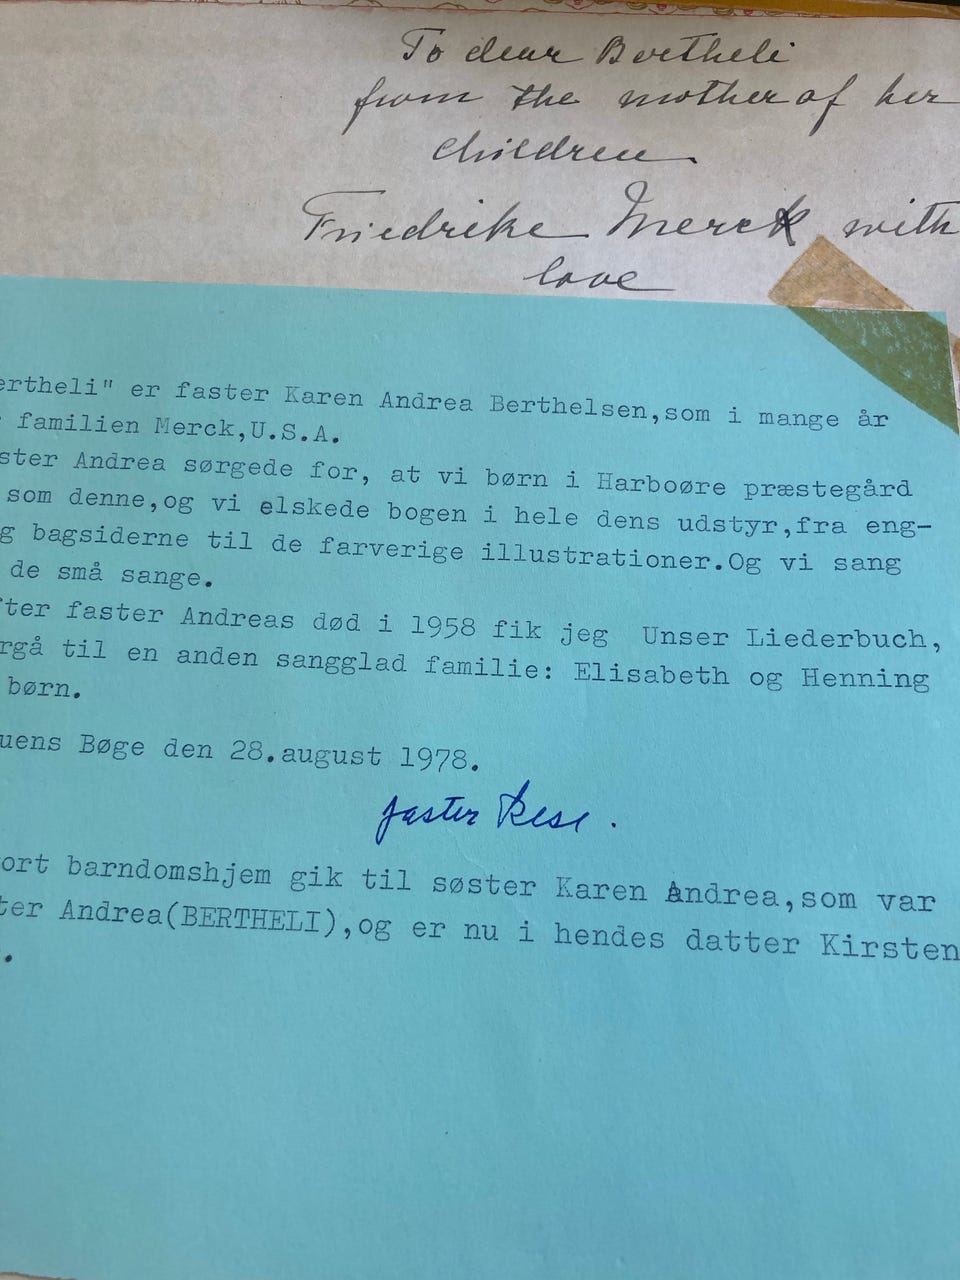 To dear Bertheli
from the mother of her
children
Friedrike Merck with
love
ertheli" er faster Karen Andrea Berthelsen,som i mange år
familien Merck,U.S.A.
ster Andrea sørgede for, at vi børn i Harboøre præstegård
som denne,og vi elskede bogen i hele dens udstyr,fra eng-
g bagsiderne til de farverige illustrationer.Og vi sang
de små sange.
fter faster Andreas død i 1958 fik jeg Unser Liederbuch,
rgå til en anden sangglad familie: Elisabeth og Henning
børn.
uens Bøge den 28.august 1978.
faster Rese.
ort barndomshjem gik til søster Karen Andrea,som var
ter Andrea(BERTHELI),og er nu i hendes datter Kirsten
.